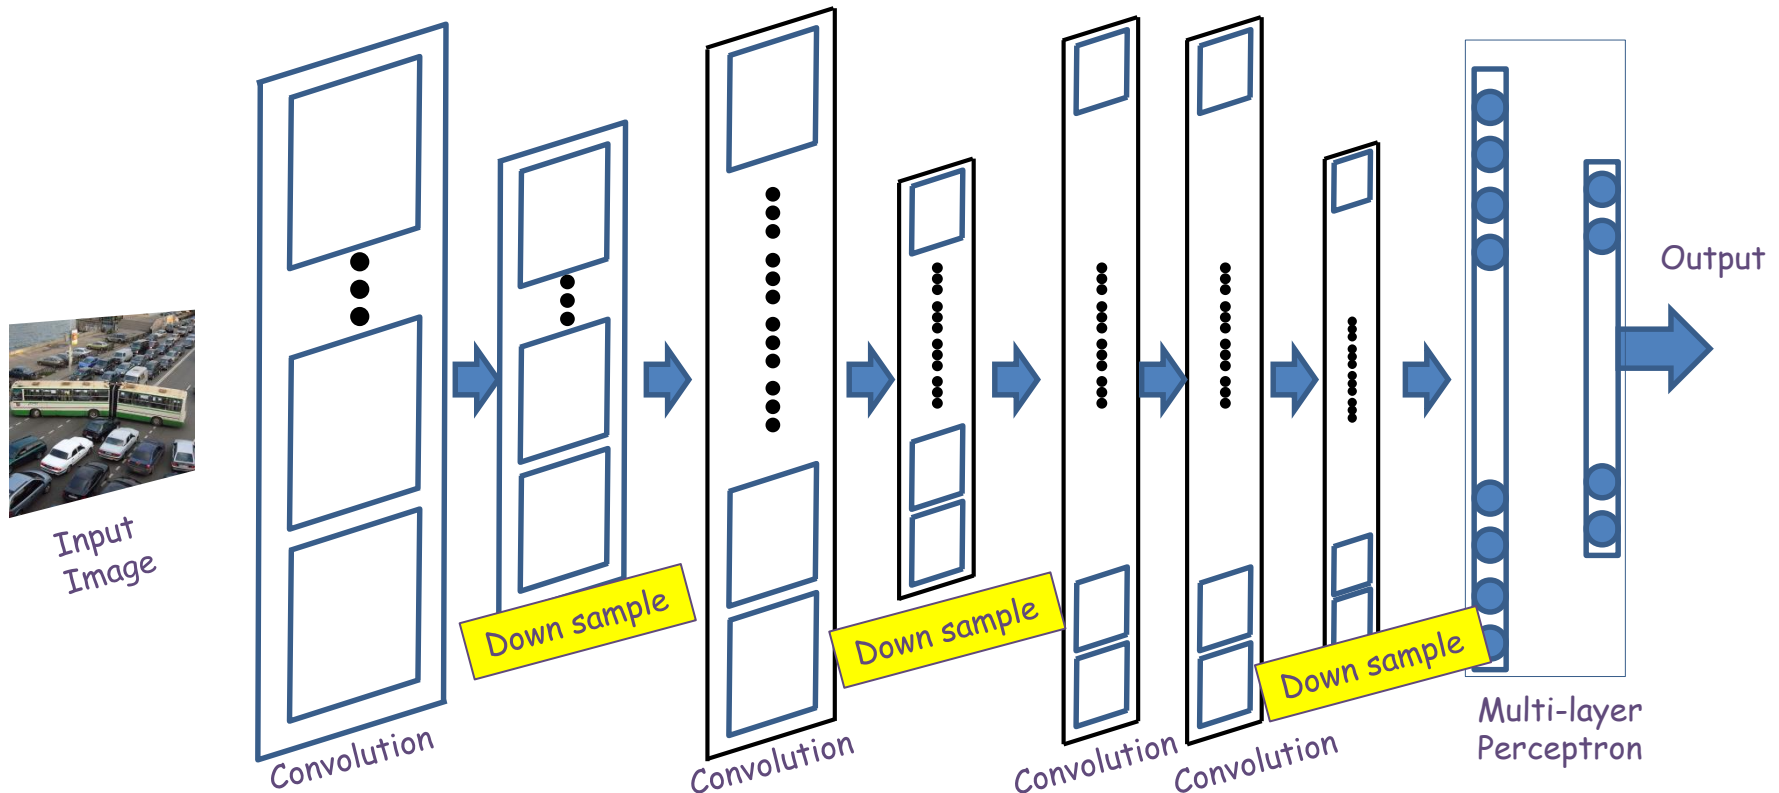 Input
Image
Convolution
Down sample
Convolution
Down sample
Convolution
Convolution
Down sample
Multi-layer
Perceptron
Output